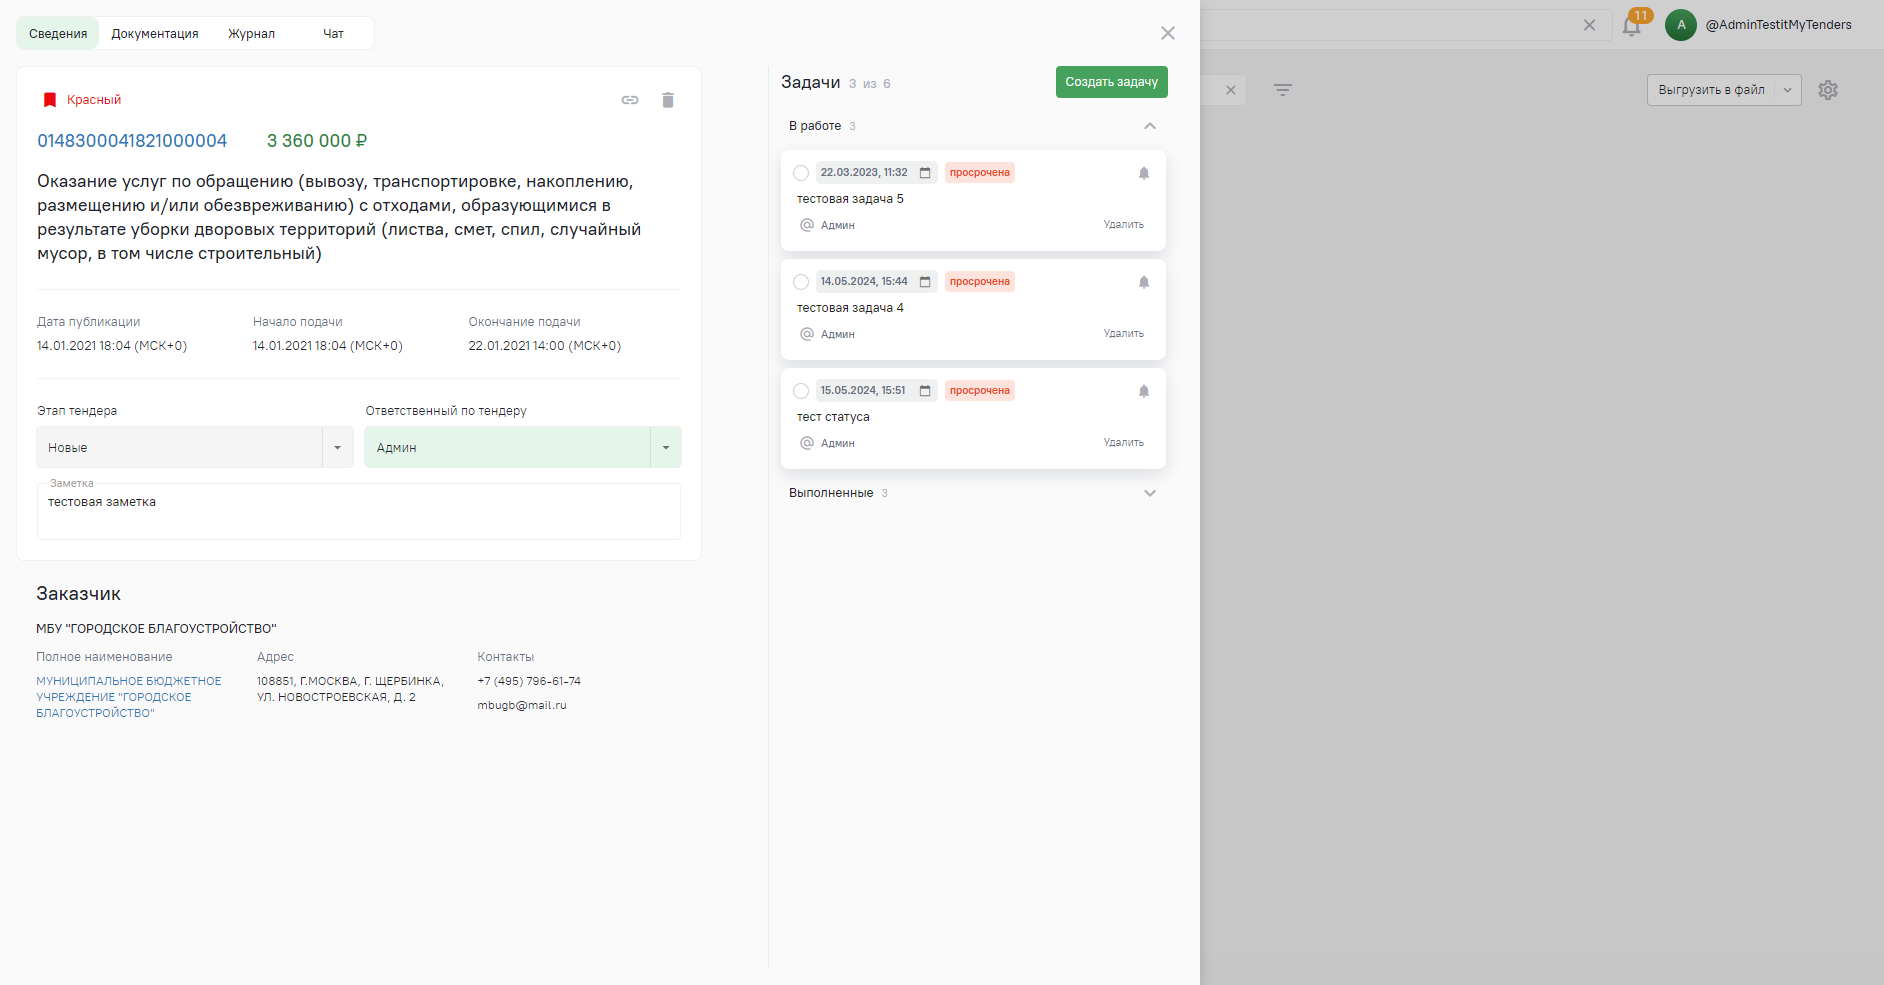 Сведения
Документация
Журнал
Чат
11
А
@AdminTestitMyTenders
Красный
0148300041821000004
3 360 000 ₽
Оказание услуг по обращению (вывозу, транспортировке, накоплению,
размещению и/или обезвреживанию) с отходами, образующимися в
результате уборки дворовых территорий (листва, смет, спил, случайный
мусор, в том числе строительный)
Дата публикации
14.01.2021 18:04 (МСК+0)
Начало подачи
14.01.2021 18:04 (МСК+0)
Окончание подачи
22.01.2021 14:00 (МСК+0)
Этап тендера
Новые
Ответственный по тендеру
Админ
Заметка
тестовая заметка
Заказчик
МБУ "ГОРОДСКОЕ БЛАГОУСТРОЙСТВО"
Полное наименование
МУНИЦИПАЛЬНОЕ БЮДЖЕТНОЕ
УЧРЕЖДЕНИЕ "ГОРОДСКОЕ
БЛАГОУСТРОЙСТВО"
Адрес
108851, Г.МОСКВА, Г. ЩЕРБИНКА,
УЛ. НОВОСТРОЕВСКАЯ, Д. 2
Контакты
+7 (495) 796-61-74
mbugb@mail.ru
Задачи 3 из 6
Создать задачу
В работе 3
22.03.2023, 11:32
просрочена
тестовая задача 5
Админ
Удалить
14.05.2024, 15:44
просрочена
тестовая задача 4
Админ
Удалить
15.05.2024, 15:51
просрочена
тест статуса
Админ
Удалить
Выполненные 3
Выгрузить в файл